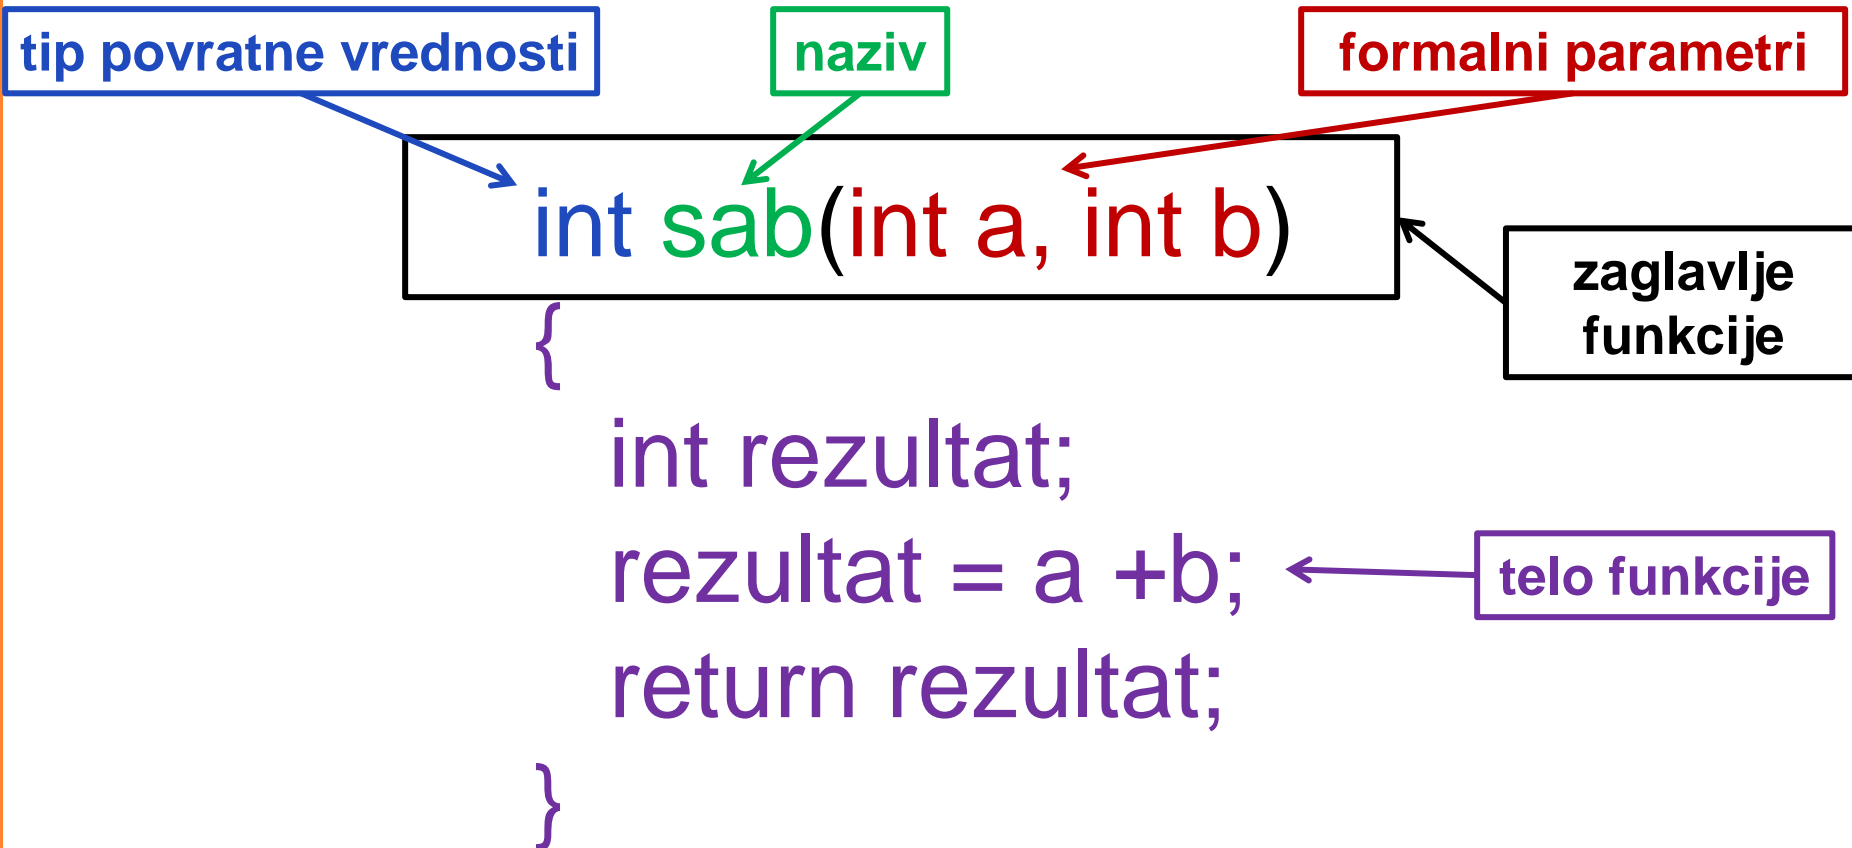 tip povratne vrednosti
naziv
formalni parametri
int sab(int a, int b)
zaglavlje
funkcije
{
int rezultat;
rezultat = a +b;
telo funkcije
return rezultat;
}